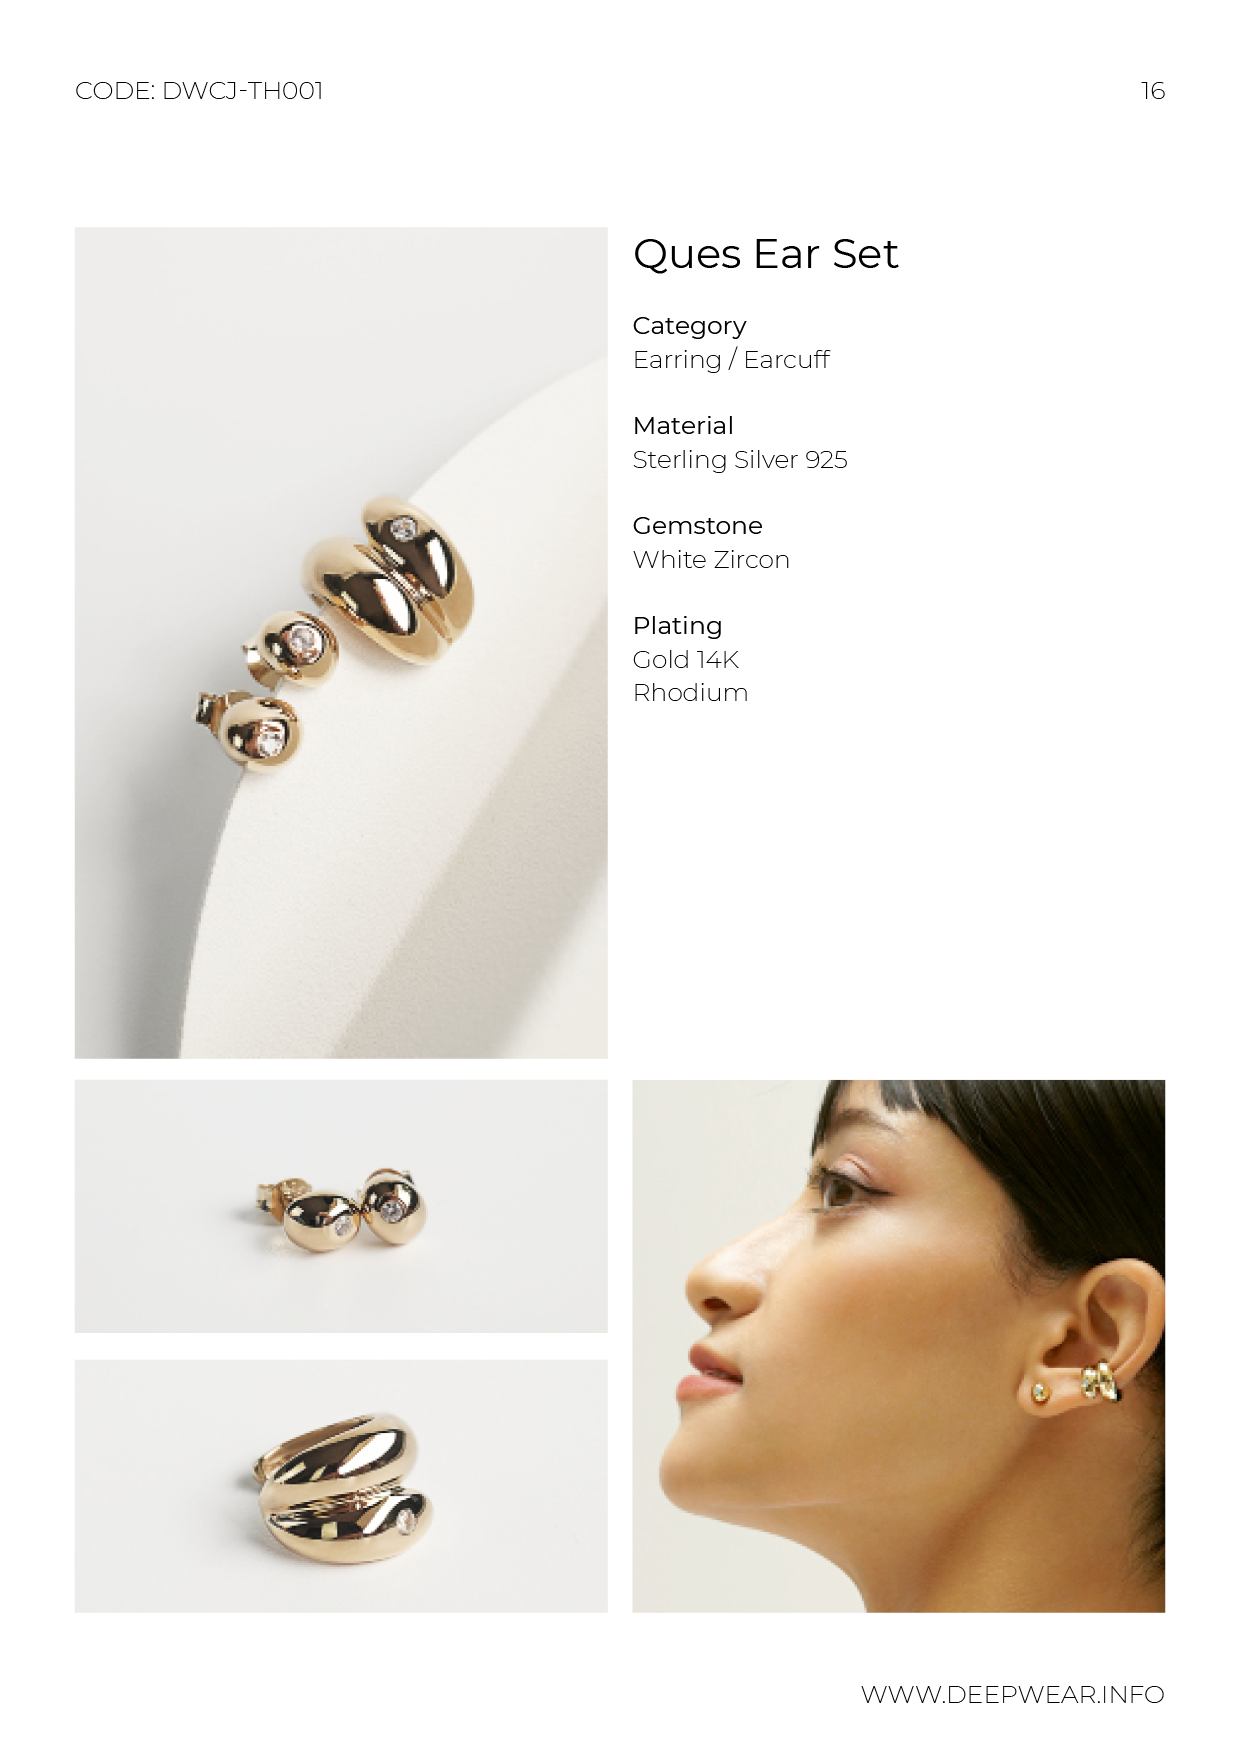 CODE: DWCJ-TH001
16
Ques Ear Set
Category
Earring / Earcuff
Material
Sterling Silver 925
Gemstone
White Zircon
Plating
Gold 14K
Rhodium
WWW.DEEPWEAR.INFO